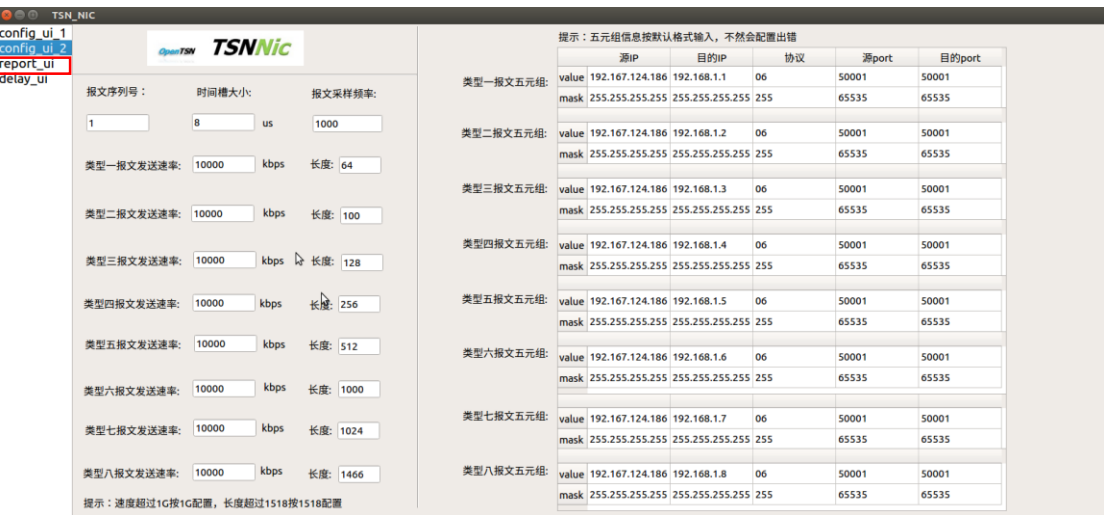 TSN_NIC
config_ui_1
config_ui_2
report_ui
delay_ui
OpenTSN TSNNic
报文序列号： 时间槽大小: 报文采样频率:
1 8 us 1000
类型一报文发送速率: 10000 kbps 长度: 64
类型二报文发送速率: 10000 kbps 长度: 100
类型三报文发送速率: 10000 kbps 长度: 128
类型四报文发送速率: 10000 kbps 长度: 256
类型五报文发送速率: 10000 kbps 长度: 512
类型六报文发送速率: 10000 kbps 长度: 1000
类型七报文发送速率: 10000 kbps 长度: 1024
类型八报文发送速率: 10000 kbps 长度: 1466
提示：速度超过1G按1G配置，长度超过1518按1518配置
提示：五元组信息按默认格式输入，不然会配置出错
源IP 目的IP 协议 源port 目的port
类型一报文五元组: value 192.167.124.186 192.168.1.1 06 50001 50001
mask 255.255.255.255 255.255.255.255 255 65535 65535
类型二报文五元组: value 192.167.124.186 192.168.1.2 06 50001 50001
mask 255.255.255.255 255.255.255.255 255 65535 65535
类型三报文五元组: value 192.167.124.186 192.168.1.3 06 50001 50001
mask 255.255.255.255 255.255.255.255 255 65535 65535
类型四报文五元组: value 192.167.124.186 192.168.1.4 06 50001 50001
mask 255.255.255.255 255.255.255.255 255 65535 65535
类型五报文五元组: value 192.167.124.186 192.168.1.5 06 50001 50001
mask 255.255.255.255 255.255.255.255 255 65535 65535
类型六报文五元组: value 192.167.124.186 192.168.1.6 06 50001 50001
mask 255.255.255.255 255.255.255.255 255 65535 65535
类型七报文五元组: value 192.167.124.186 192.168.1.7 06 50001 50001
mask 255.255.255.255 255.255.255.255 255 65535 65535
类型八报文五元组: value 192.167.124.186 192.168.1.8 06 50001 50001
mask 255.255.255.255 255.255.255.255 255 65535 65535